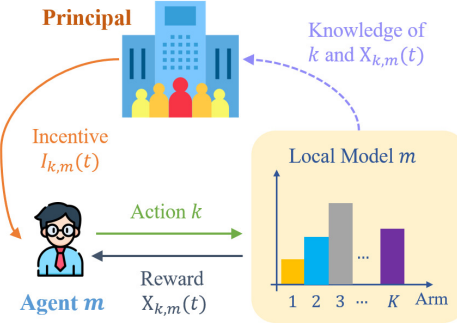 Principal
Knowledge of
k and X_{k,m}(t)
Incentive
I_{k,m}(t)
Local Model m
Action k
Reward
X_{k,m}(t)
Agent m
...
1 2 3 ... K Arm